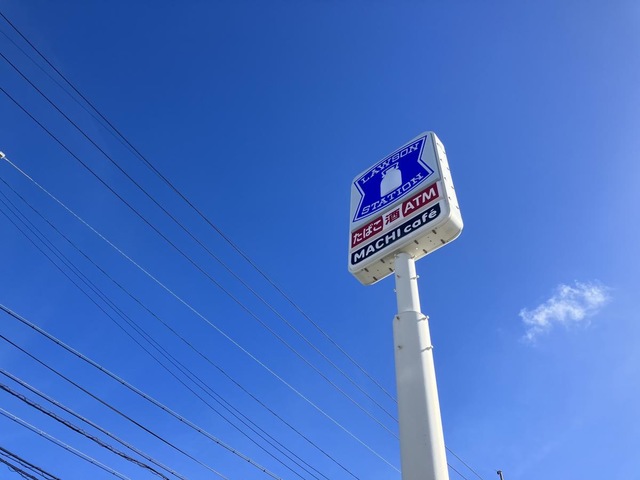 LAWSON
STATION
たばこ 酒 ATM
MACHI café